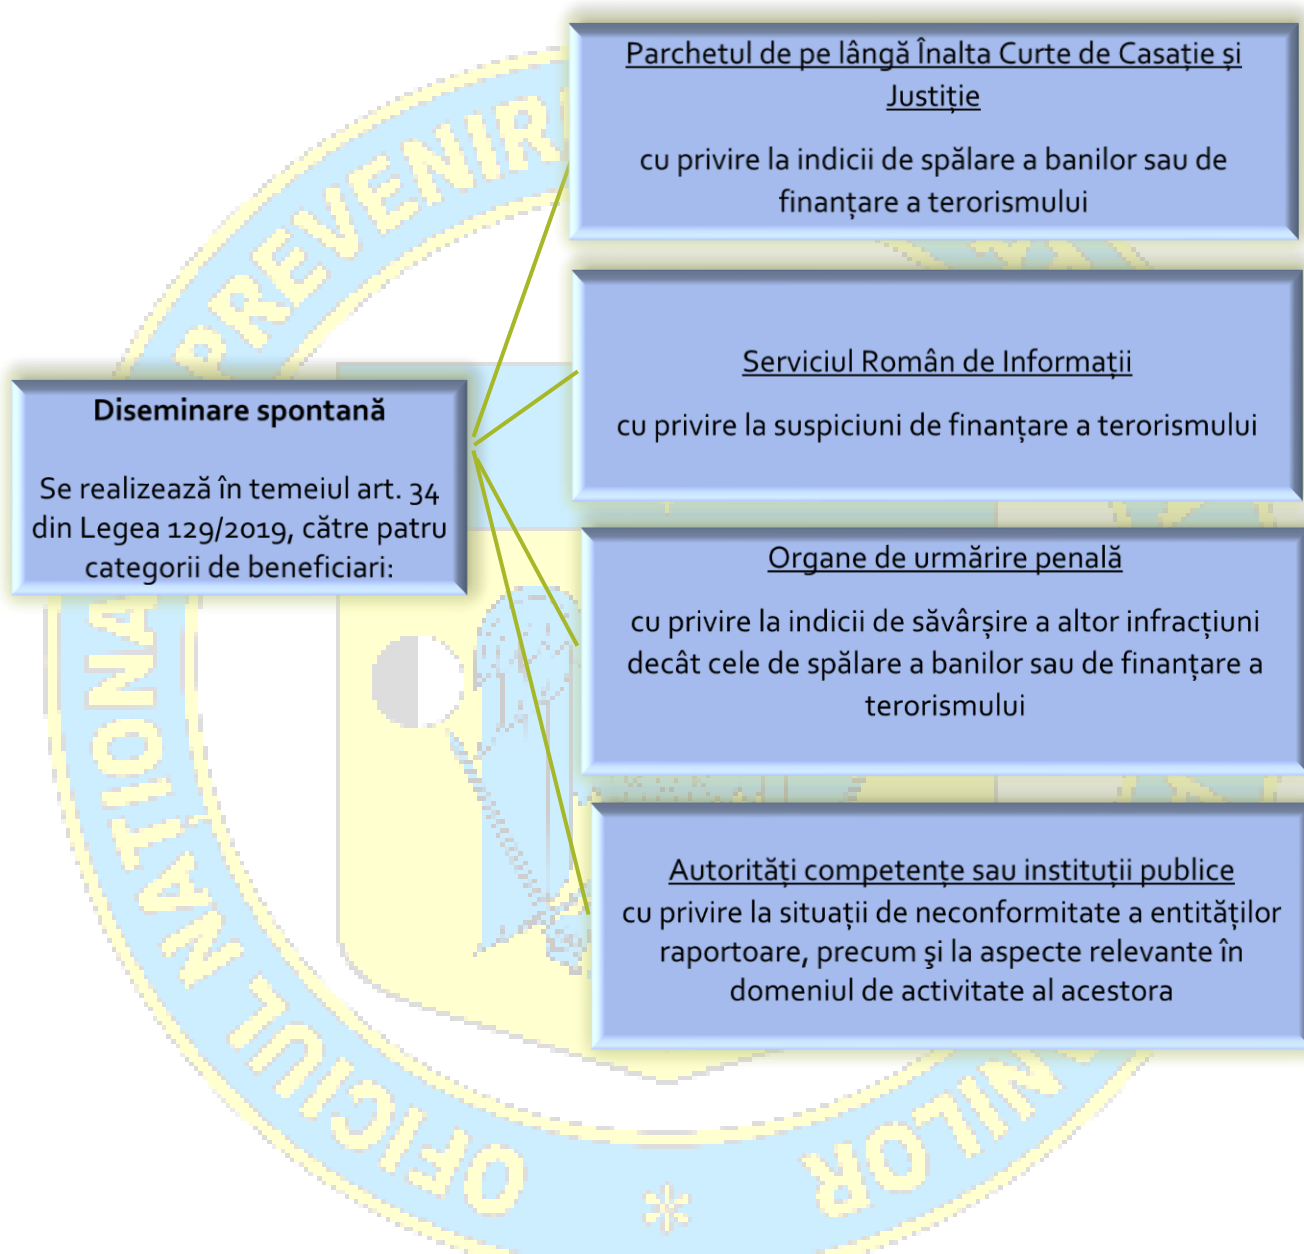 Parchetul de pe lângă Înalta Curte de Casație și
Justiție
cu privire la indicii de spălare a banilor sau de
finanțare a terorismului
Serviciul Român de Informații
cu privire la suspiciuni de finanțare a terorismului
Diseminare spontană
Se realizează în temeiul art. 34
din Legea 129/2019, către patru
categorii de beneficiari:
Organe de urmărire penală
cu privire la indicii de săvârșire a altor infracțiuni
decât cele de spălare a banilor sau de finanțare a
terorismului
Autorități competențe sau instituții publice
cu privire la situații de neconformitate a entităților
raportoare, precum şi la aspecte relevante în
domeniul de activitate al acestora
OFICIUL NAȚIONA
PREVENIR
NILOR
*